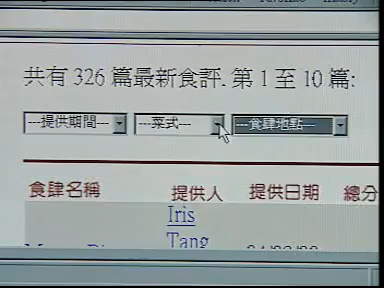 共有 326 篇最新食評. 第 1 至 10 篇:
---提供期間--- ---菜式--- ---食肆地點---
食肆名稱 提供人 提供日期 總分
Iris
Tang